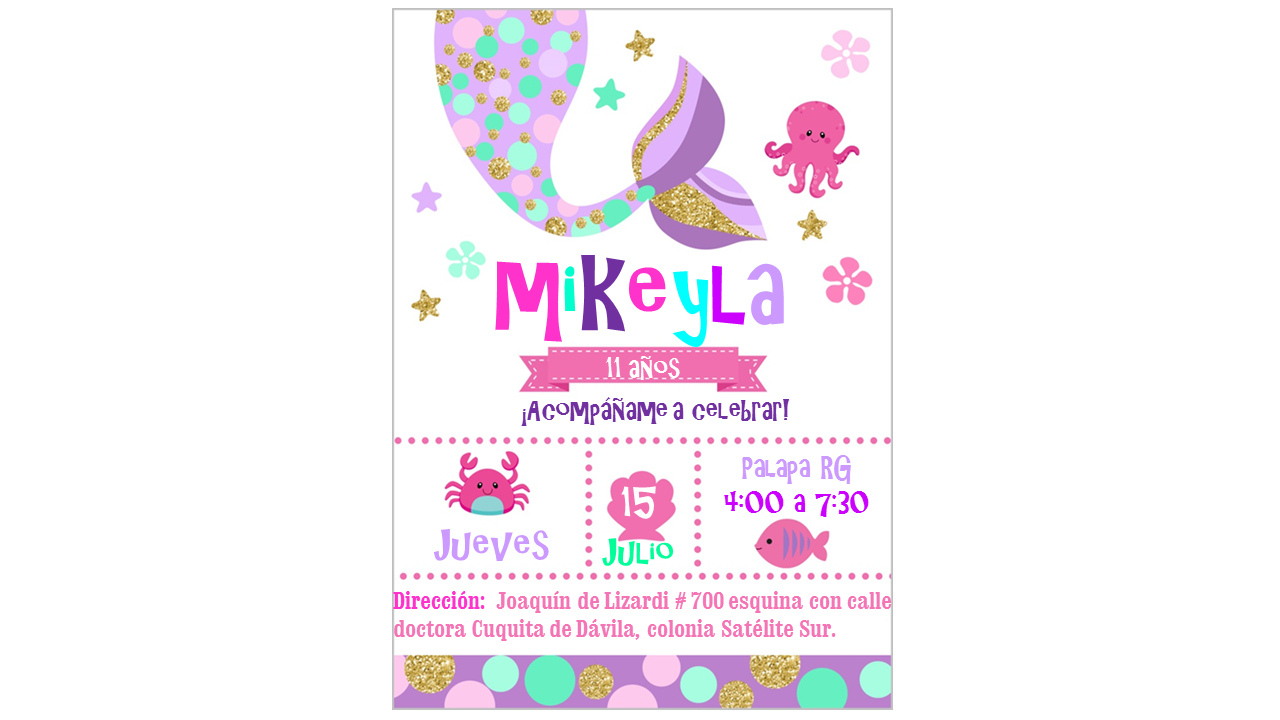 Mikeyla
11 años
¡Acompáñame a celebrar!
Jueves
15
Julio
Palapa RG
4:00 a 7:30
Dirección: Joaquín de Lizardi # 700 esquina con calle
doctora Cuquita de Dávila, colonia Satélite Sur.